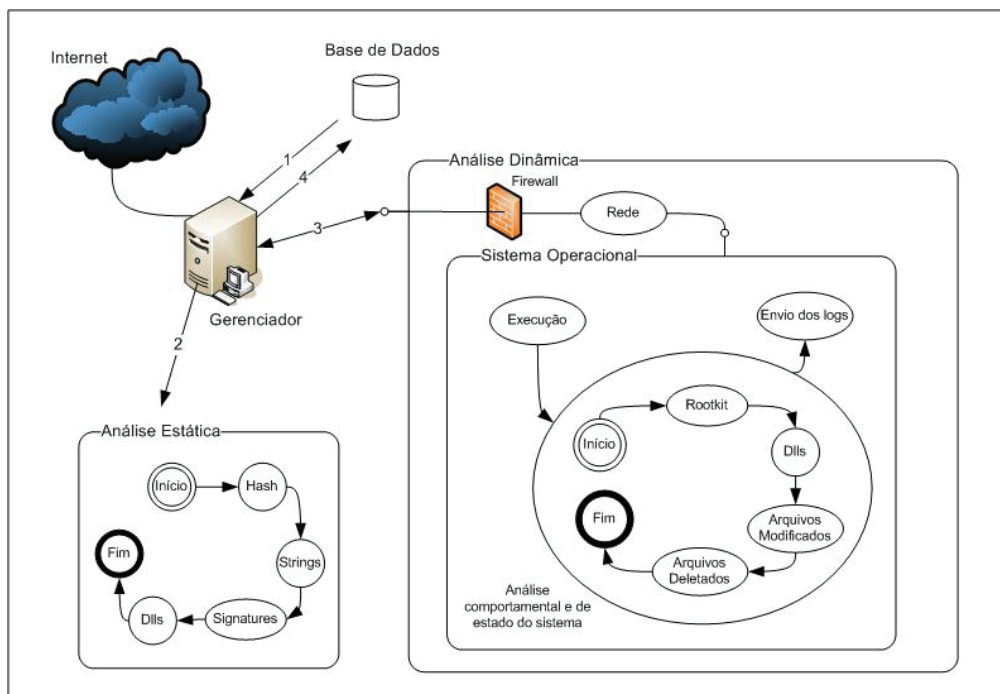 Base de Dados
Internet
1
4
Análise Dinâmica
Firewall
Rede
3
Sistema Operacional
Gerenciador
Execução
Envio dos logs
2
Rootkit
Início
Dlls
Fim
Arquivos
Modificados
Arquivos
Deletados
Análise
comportamental e de
estado do sistema
Análise Estática
Início
Hash
Strings
Fim
Dlls
Signatures